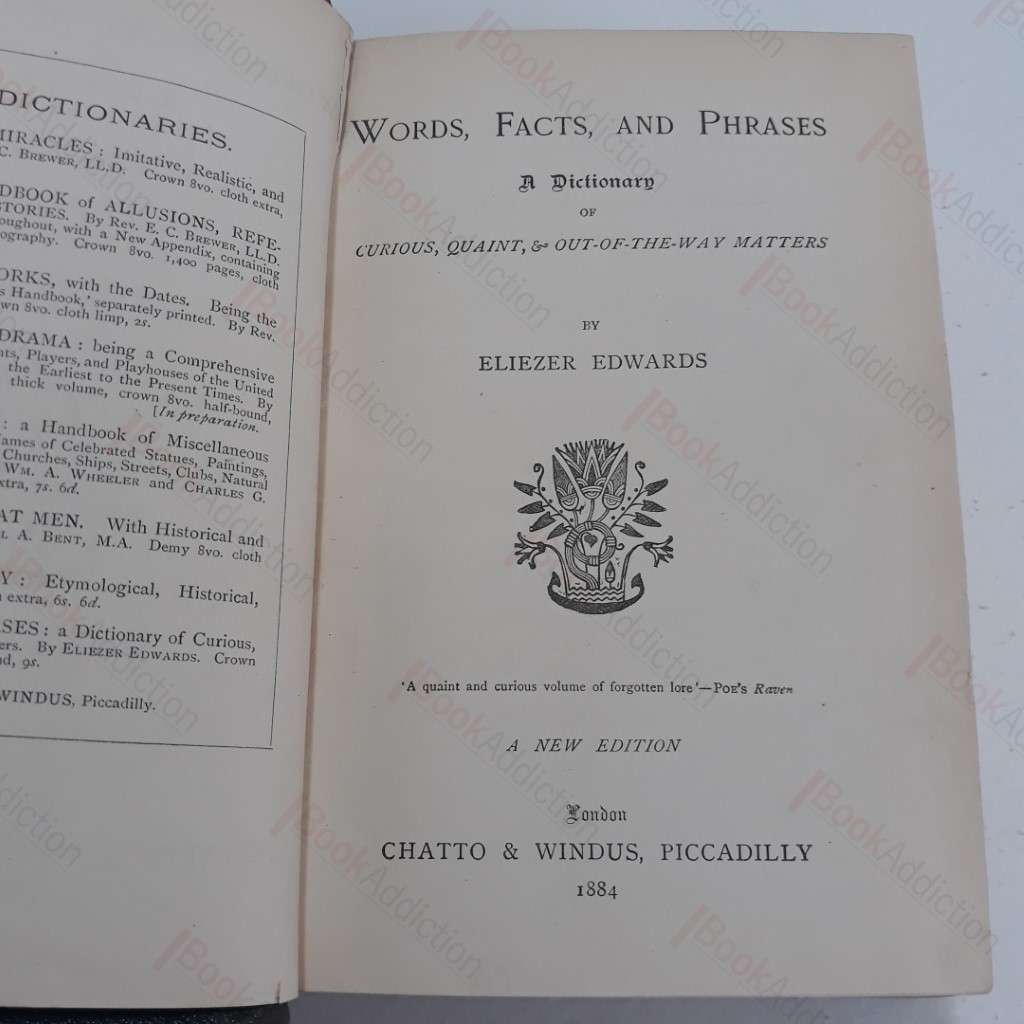 DICTIONARIES.
MIRACLES: Imitative, Realistic, and
C. BREWER, LL.D. Crown 8vo. cloth extra,
DBOOK of ALLUSIONS, REFE-
STORIES. By Rev. E. C. BREWER, LL.D.
oughout, with a New Appendix, containing
ography. Crown 8vo. 1,400 pages, cloth
ORKS, with the Dates. Being the
s Handbook,' separately printed. By Rev.
wn 8vo. cloth limp, 2s.
DRAMA: being a Comprehensive
nts, Players, and Playhouses of the United
the Earliest to the Present Times. By
thick volume, crown 8vo. half-bound,
[In preparation.
: a Handbook of Miscellaneous
ames of Celebrated Statues, Paintings,
Churches, Ships, Streets, Clubs, Natural
WM. A. WHEELER and CHARLES G.
xtra, 7s. 6d.
AT MEN. With Historical and
L A. BENT, M.A. Demy 8vo. cloth
Y: Etymological, Historical,
extra, 6s. 6d.
ASES: a Dictionary of Curious,
ers. By ELIEZER EDWARDS. Crown
nd, 9s.
WINDUS, Piccadilly.
WORDS, FACTS, AND PHRASES
A Dictionary
OF
CURIOUS, QUAINT, & OUT-OF-THE-WAY MATTERS
BY
ELIEZER EDWARDS
'A quaint and curious volume of forgotten lore'—POE'S Raven
A NEW EDITION
London
CHATTO & WINDUS, PICCADILLY
1884
BookAddiction